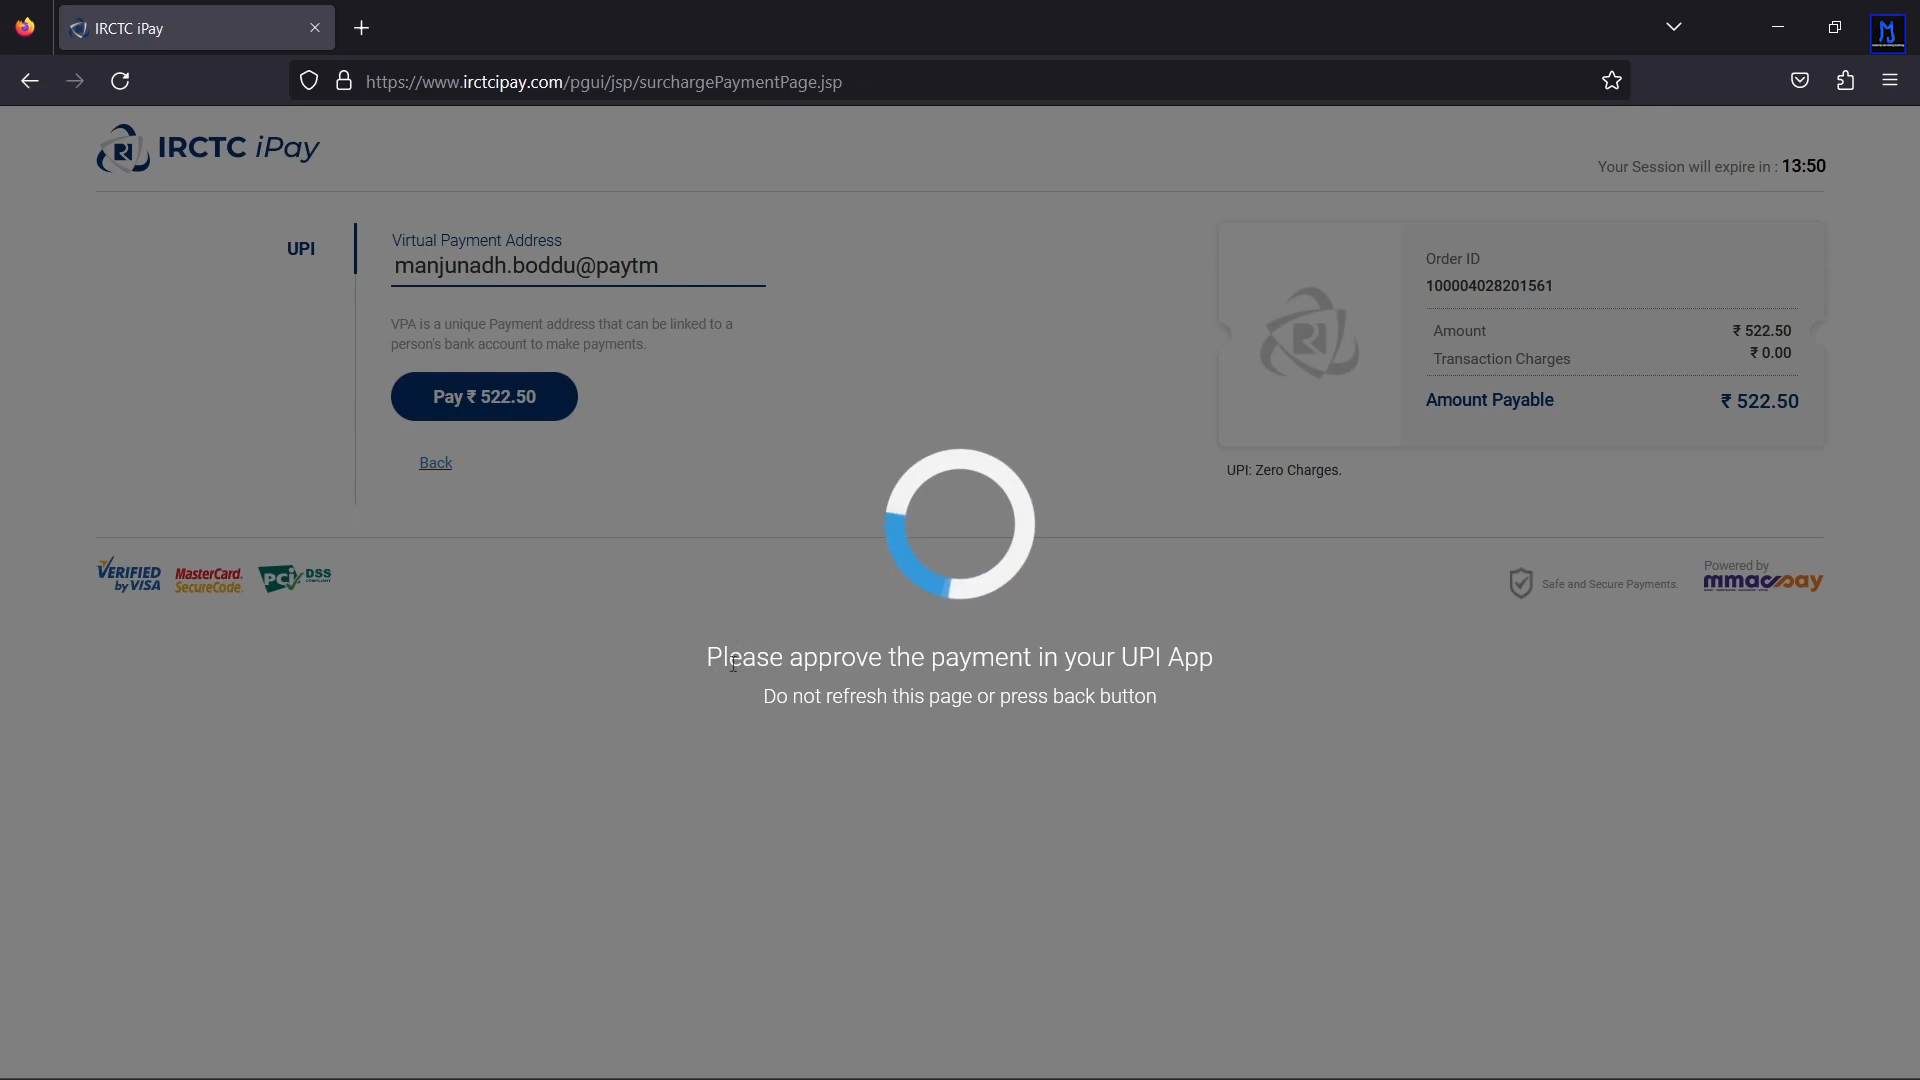 IRCTC iPay
https://www.irctcipay.com/pgui/jsp/surchargePaymentPage.jsp
IRCTC iPay
Your Session will expire in : 13:50
UPI
Virtual Payment Address
manjunadh.boddu@paytm
VPA is a unique Payment address that can be linked to a
person's bank account to make payments.
Pay ₹ 522.50
Back
Order ID
100004028201561
Amount ₹ 522.50
Transaction Charges ₹ 0.00
Amount Payable ₹ 522.50
UPI: Zero Charges.
VERIFIED
by VISA
MasterCard.
SecureCode.
PCI DSS
COMPLIANT
Safe and Secure Payments.
Powered by
mmadpay
Please approve the payment in your UPI App
Do not refresh this page or press back button